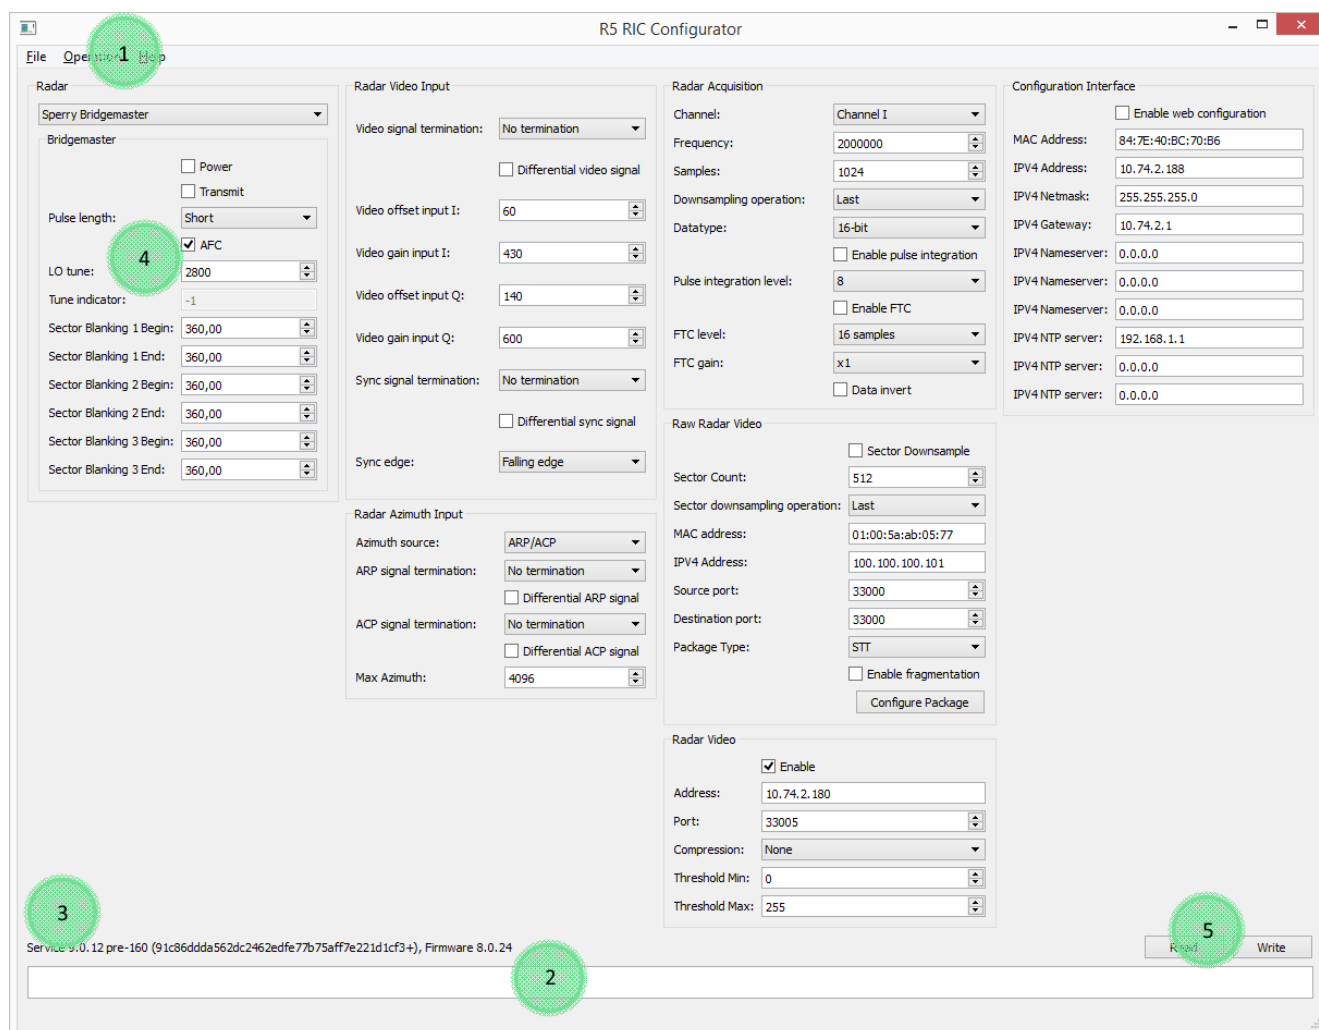 R5 RIC Configurator
File Operation Help
1
Radar
Sperry Bridgemaster
Bridgemaster
Power
Transmit
Pulse length: Short
AFC
4
LO tune: 2800
Tune indicator: -1
Sector Blanking 1 Begin: 360,00
Sector Blanking 1 End: 360,00
Sector Blanking 2 Begin: 360,00
Sector Blanking 2 End: 360,00
Sector Blanking 3 Begin: 360,00
Sector Blanking 3 End: 360,00
Radar Video Input
Video signal termination: No termination
Differential video signal
Video offset input I: 60
Video gain input I: 430
Video offset input Q: 140
Video gain input Q: 600
Sync signal termination: No termination
Differential sync signal
Sync edge: Falling edge
Radar Azimuth Input
Azimuth source: ARP/ACP
ARP signal termination: No termination
Differential ARP signal
ACP signal termination: No termination
Differential ACP signal
Max Azimuth: 4096
Radar Acquisition
Channel: Channel I
Frequency: 2000000
Samples: 1024
Downsampling operation: Last
Datatype: 16-bit
Enable pulse integration
Pulse integration level: 8
Enable FTC
FTC level: 16 samples
FTC gain: x1
Data invert
Raw Radar Video
Sector Downsample
Sector Count: 512
Sector downsampling operation: Last
MAC address: 01:00:5a:ab:05:77
IPV4 Address: 100.100.100.101
Source port: 33000
Destination port: 33000
Package Type: STT
Enable fragmentation
Configure Package
Radar Video
Enable
Address: 10.74.2.180
Port: 33005
Compression: None
Threshold Min: 0
Threshold Max: 255
Configuration Interface
Enable web configuration
MAC Address: 84:7E:40:BC:70:B6
IPV4 Address: 10.74.2.188
IPV4 Netmask: 255.255.255.0
IPV4 Gateway: 10.74.2.1
IPV4 Nameserver: 0.0.0.0
IPV4 Nameserver: 0.0.0.0
IPV4 Nameserver: 0.0.0.0
IPV4 NTP server: 192.168.1.1
IPV4 NTP server: 0.0.0.0
IPV4 NTP server: 0.0.0.0
3
Service 9.0.12 pre-160 (91c86ddda562dc2462edfe77b75aff7e221d1cf3+), Firmware 8.0.24
5
Read Write
2